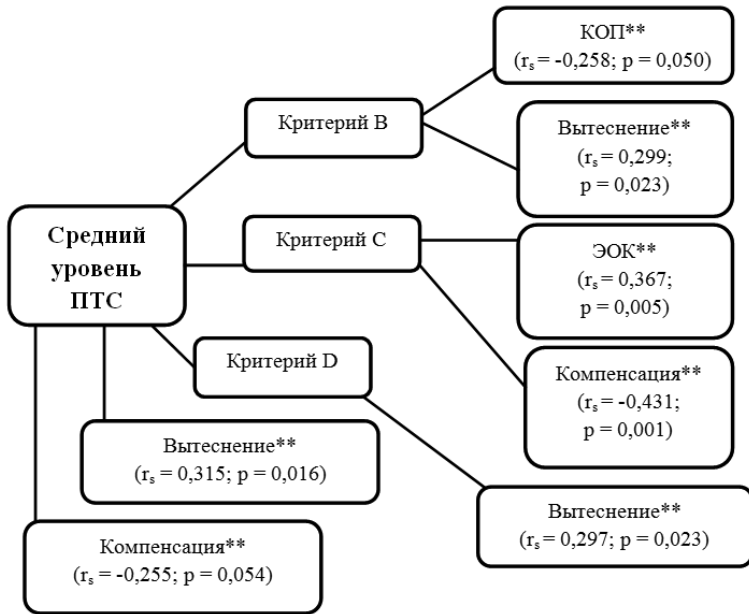 КОП**
(rₛ = -0,258; p = 0,050)
Критерий B
Вытеснение**
(rₛ = 0,299;
p = 0,023)
Средний
уровень
ПТС
Критерий C
ЭОК**
(rₛ = 0,367;
p = 0,005)
Критерий D
Компенсация**
(rₛ = -0,431;
p = 0,001)
Вытеснение**
(rₛ = 0,315; p = 0,016)
Вытеснение**
(rₛ = 0,297; p = 0,023)
Компенсация**
(rₛ = -0,255; p = 0,054)